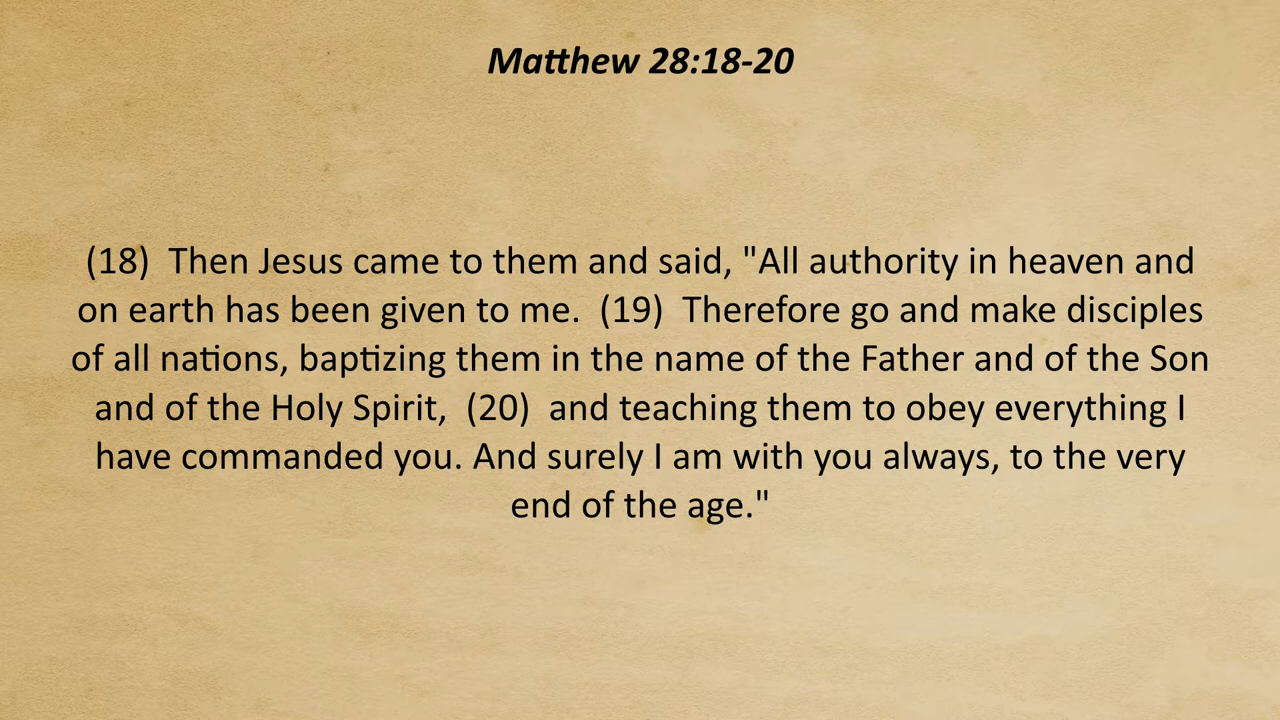 Matthew 28:18-20
(18)  Then Jesus came to them and said, "All authority in heaven and
on earth has been given to me.  (19)  Therefore go and make disciples
of all nations, baptizing them in the name of the Father and of the Son
and of the Holy Spirit,  (20)  and teaching them to obey everything I
have commanded you. And surely I am with you always, to the very
end of the age."